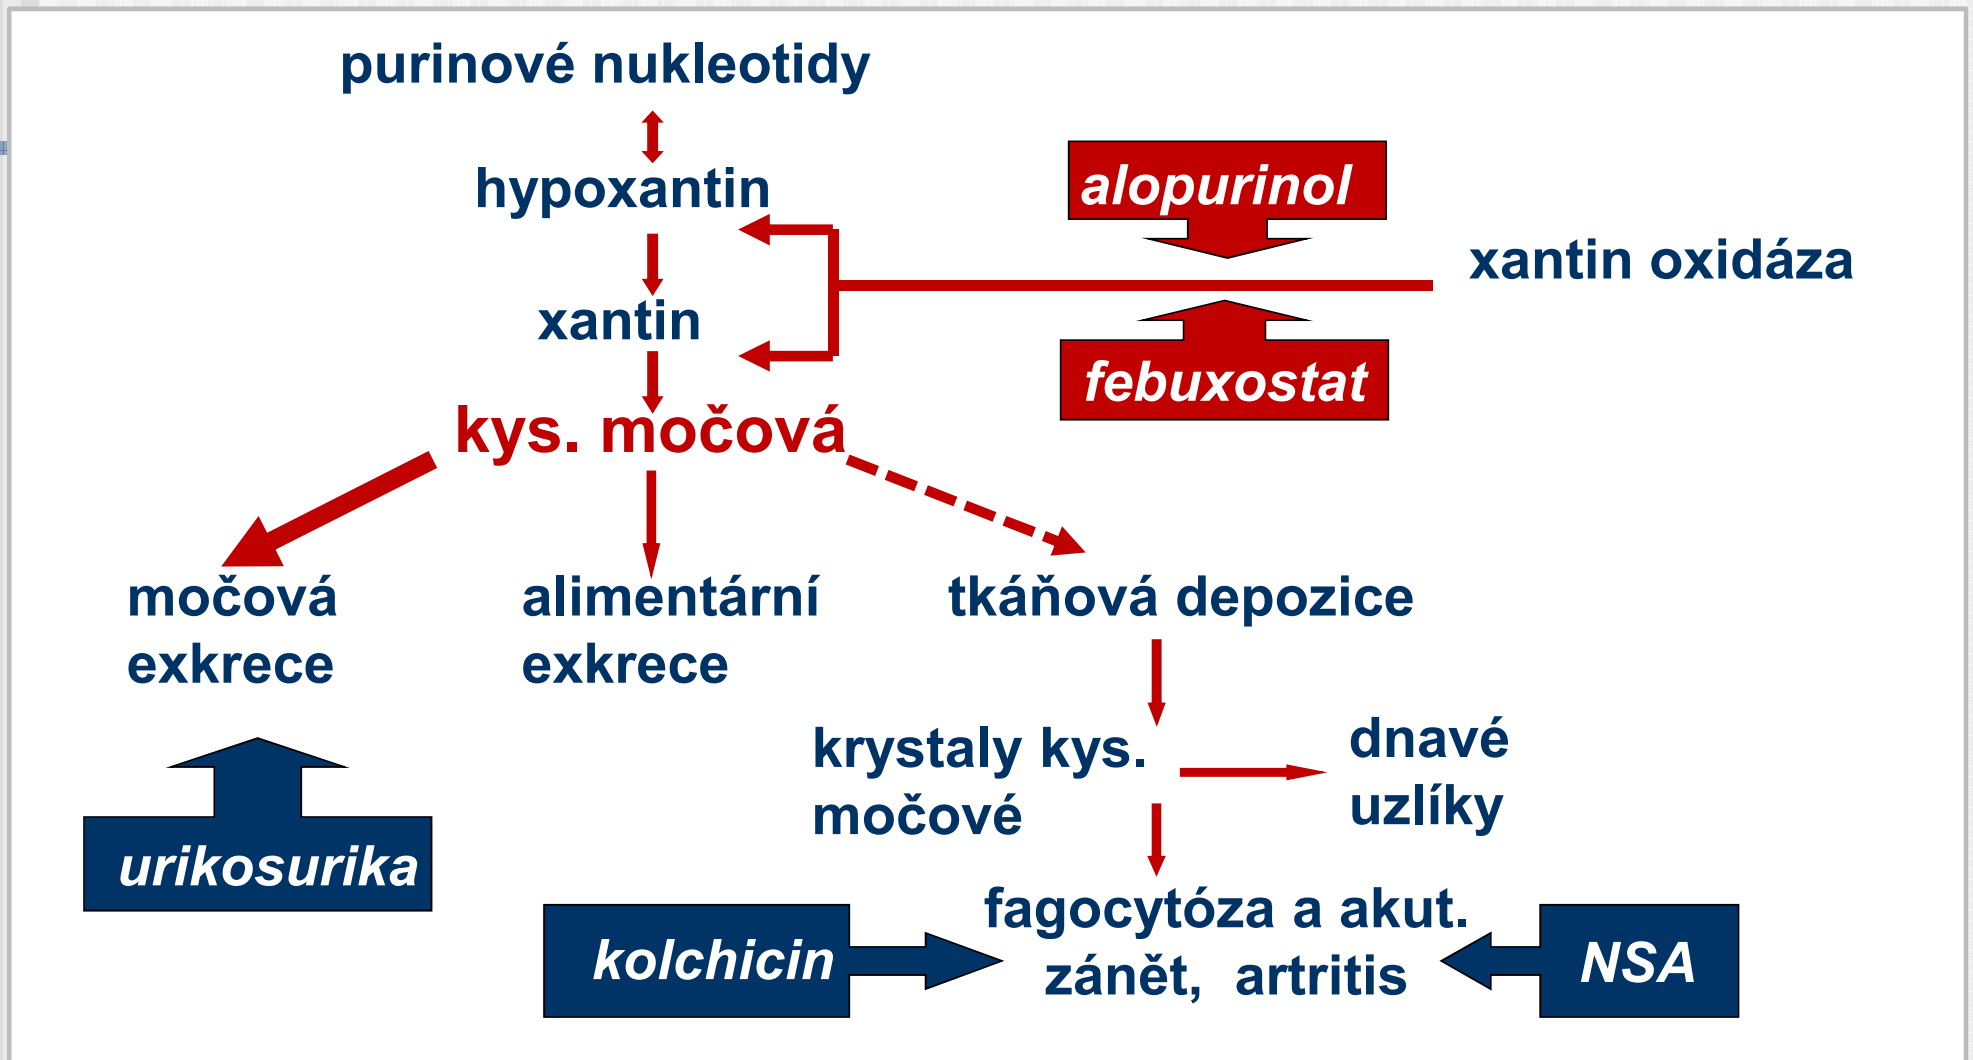 purinové nukleotidy
hypoxantin
alopurinol
xantin oxidáza
xantin
febuxostat
kys. močová
močová
exkrece
alimentární
exkrece
tkáňová depozice
krystaly kys.
močové
dnavé
uzlíky
urikosurika
kolchicin
fagocytóza a akut.
zánět, artritis
NSA